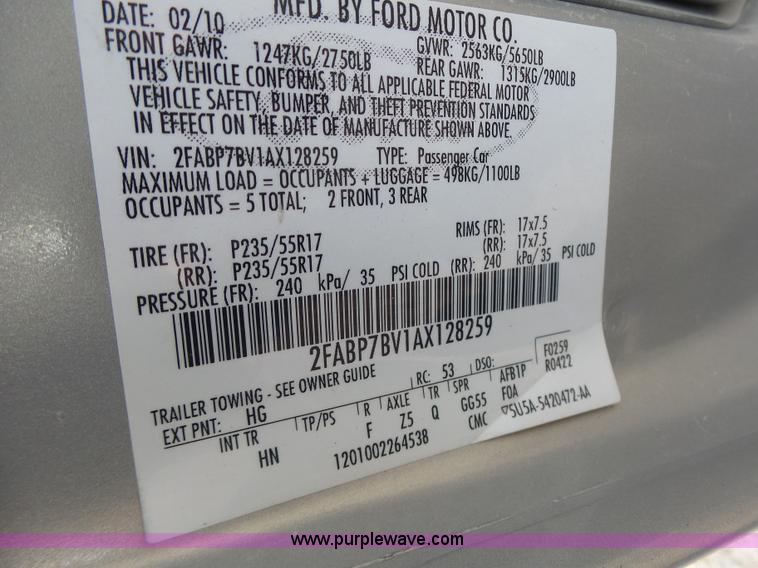 MFD. BY FORD MOTOR CO.
DATE: 02/10
GVWR: 2563KG/5650LB
FRONT GAWR: 1247KG/2750LB
REAR GAWR: 1315KG/2900LB
THIS VEHICLE CONFORMS TO ALL APPLICABLE FEDERAL MOTOR
VEHICLE SAFETY, BUMPER, AND THEFT PREVENTION STANDARDS
IN EFFECT ON THE DATE OF MANUFACTURE SHOWN ABOVE.
VIN: 2FABP7BV1AX128259 TYPE: Passenger Car
MAXIMUM LOAD = OCCUPANTS + LUGGAGE = 498KG/1100LB
OCCUPANTS = 5 TOTAL; 2 FRONT, 3 REAR
TIRE (FR): P235/55R17 RIMS (FR): 17x7.5
(RR): P235/55R17 (RR): 17x7.5
PRESSURE (FR): 240 kPa/ 35 PSI COLD (RR): 240 kPa/ 35 PSI COLD
2FABP7BV1AX128259
TRAILER TOWING - SEE OWNER GUIDE
RC: 53 DSO: F0259
EXT PNT: HG AFB1P R0422
INT TR TP/PS R AXLE TR SPR FOA
HN F Z5 Q GG55 ▽5U5A-5420472-AA
1201002264538 CMC
www.purplewave.com